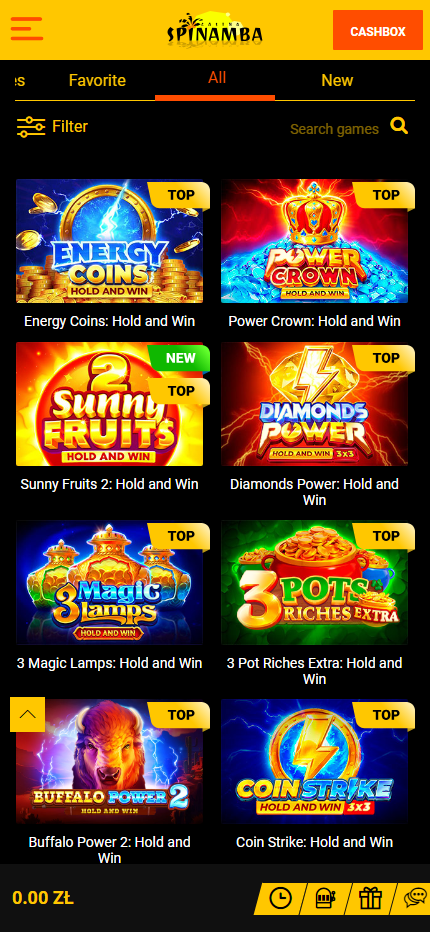 CASINO
SPINAMBA
CASHBOX
es
Favorite
All
New
Filter
Search games
TOP
ENERGY
COINS
HOLD AND WIN
Energy Coins: Hold and Win
TOP
POWER
CROWN
HOLD AND WIN
Power Crown: Hold and Win
NEW
TOP
2
Sunny
FRUITS
HOLD AND WIN
Sunny Fruits 2: Hold and Win
TOP
DIAMONDS
POWER
HOLD AND WIN 3X3
Diamonds Power: Hold and
Win
TOP
3 Magic
Lamps
HOLD AND WIN
3 Magic Lamps: Hold and Win
TOP
3 POTS
RICHES EXTRA
3 Pot Riches Extra: Hold and
Win
TOP
BUFFALO POWER 2
HOLD AND WIN
Buffalo Power 2: Hold and
Win
TOP
COIN STRIKE
HOLD AND WIN 3X3
Coin Strike: Hold and Win
0.00 ZŁ